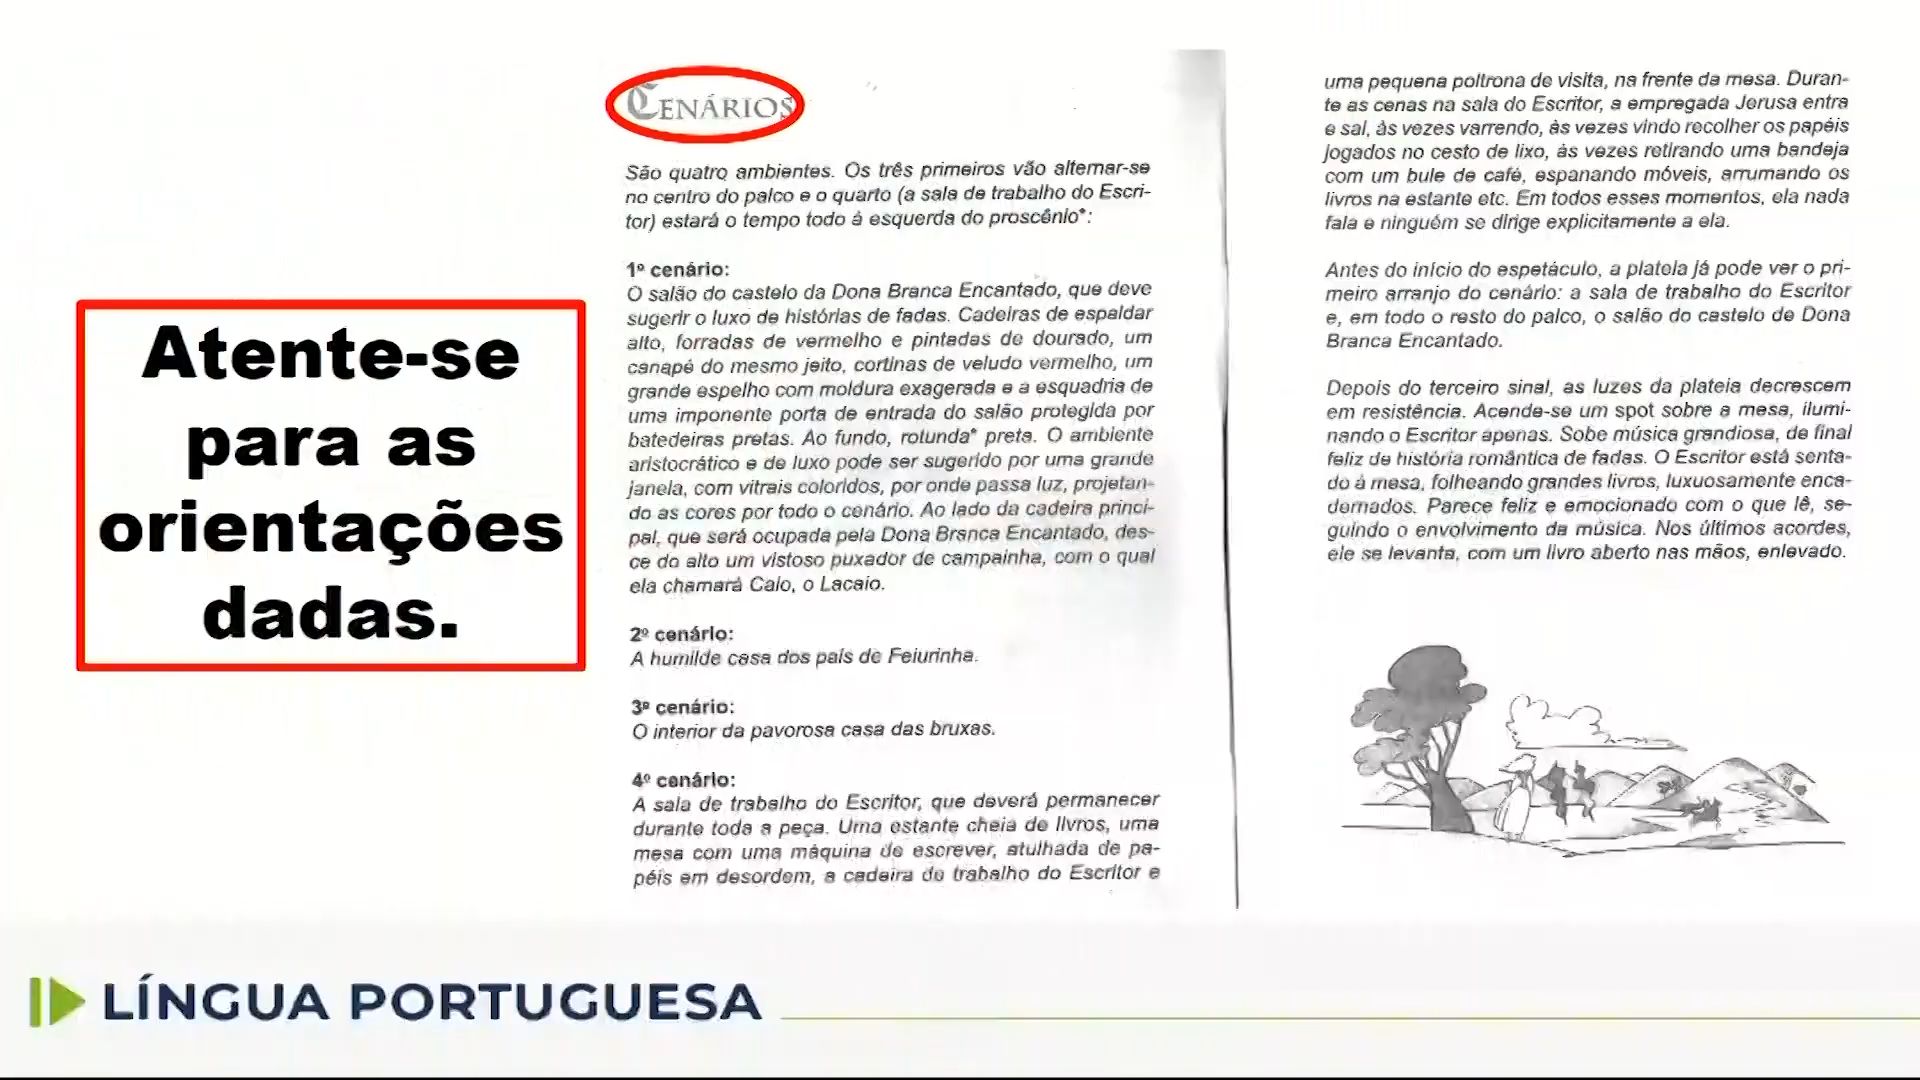 Atente-se
para as
orientações
dadas.
CENÁRIOS
São quatro ambientes. Os três primeiros vão alternar-se
no centro do palco e o quarto (a sala de trabalho do Escri-
tor) estará o tempo todo à esquerda do proscênio*:
1º cenário:
O salão do castelo da Dona Branca Encantado, que deve
sugerir o luxo de histórias de fadas. Cadeiras de espaldar
alto, forradas de vermelho e pintadas de dourado, um
canapé do mesmo jeito, cortinas de veludo vermelho, um
grande espelho com moldura exagerada e a esquadria de
uma imponente porta de entrada do salão protegida por
batedeiras pretas. Ao fundo, rotunda* preta. O ambiente
aristocrático e de luxo pode ser sugerido por uma grande
janela, com vitrais coloridos, por onde passa luz, projetan-
do as cores por todo o cenário. Ao lado da cadeira princi-
pal, que será ocupada pela Dona Branca Encantado, des-
ce do alto um vistoso puxador de campainha, com o qual
ela chamará Caio, o Lacaio.
2º cenário:
A humilde casa dos pais de Feiurinha.
3º cenário:
O interior da pavorosa casa das bruxas.
4º cenário:
A sala de trabalho do Escritor, que deverá permanecer
durante toda a peça. Uma estante cheia de livros, uma
mesa com uma máquina de escrever, atulhada de pa-
péis em desordem, a cadeira de trabalho do Escritor e
uma pequena poltrona de visita, na frente da mesa. Duran-
te as cenas na sala do Escritor, a empregada Jerusa entra
e sai, às vezes varrendo, às vezes vindo recolher os papéis
jogados no cesto de lixo, às vezes retirando uma bandeja
com um bule de café, espanando móveis, arrumando os
livros na estante etc. Em todos esses momentos, ela nada
fala e ninguém se dirige explicitamente a ela.
Antes do início do espetáculo, a plateia já pode ver o pri-
meiro arranjo do cenário: a sala de trabalho do Escritor
e, em todo o resto do palco, o salão do castelo de Dona
Branca Encantado.
Depois do terceiro sinal, as luzes da plateia decrescem
em resistência. Acende-se um spot sobre a mesa, ilumi-
nando o Escritor apenas. Sobe música grandiosa, de final
feliz de história romântica de fadas. O Escritor está senta-
do à mesa, folheando grandes livros, luxuosamente enca-
dernados. Parece feliz e emocionado com o que lê, se-
guindo o envolvimento da música. Nos últimos acordes,
ele se levanta, com um livro aberto nas mãos, enlevado.
LÍNGUA PORTUGUESA